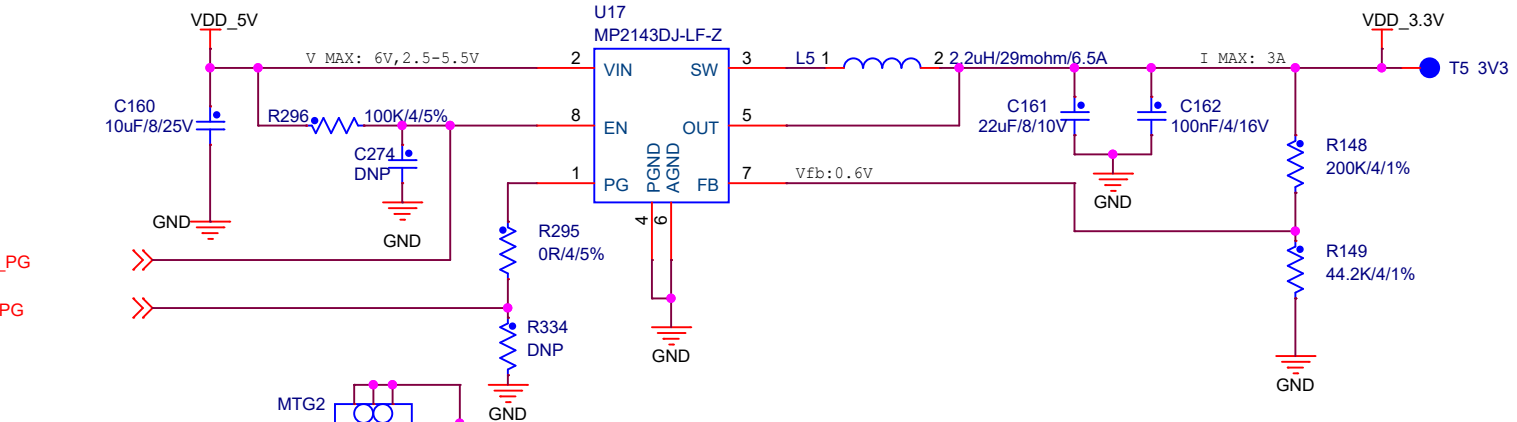 U17
MP2143DJ-LF-Z
VDD_5V
VDD_3.3V
V MAX: 6V,2.5-5.5V
2
VIN
SW
3
L5 1
2 2.2uH/29mohm/6.5A
I MAX: 3A
T5 3V3
C160
10uF/8/25V
R296
100K/4/5%
8
EN
OUT
5
C161
22uF/8/10V
C162
100nF/4/16V
C274
DNP
R148
200K/4/1%
1
PG
PGND
AGND
FB
7
Vfb:0.6V
GND
GND
GND
4
6
R295
0R/4/5%
R149
44.2K/4/1%
_PG
PG
R334
DNP
GND
GND
GND
MTG2